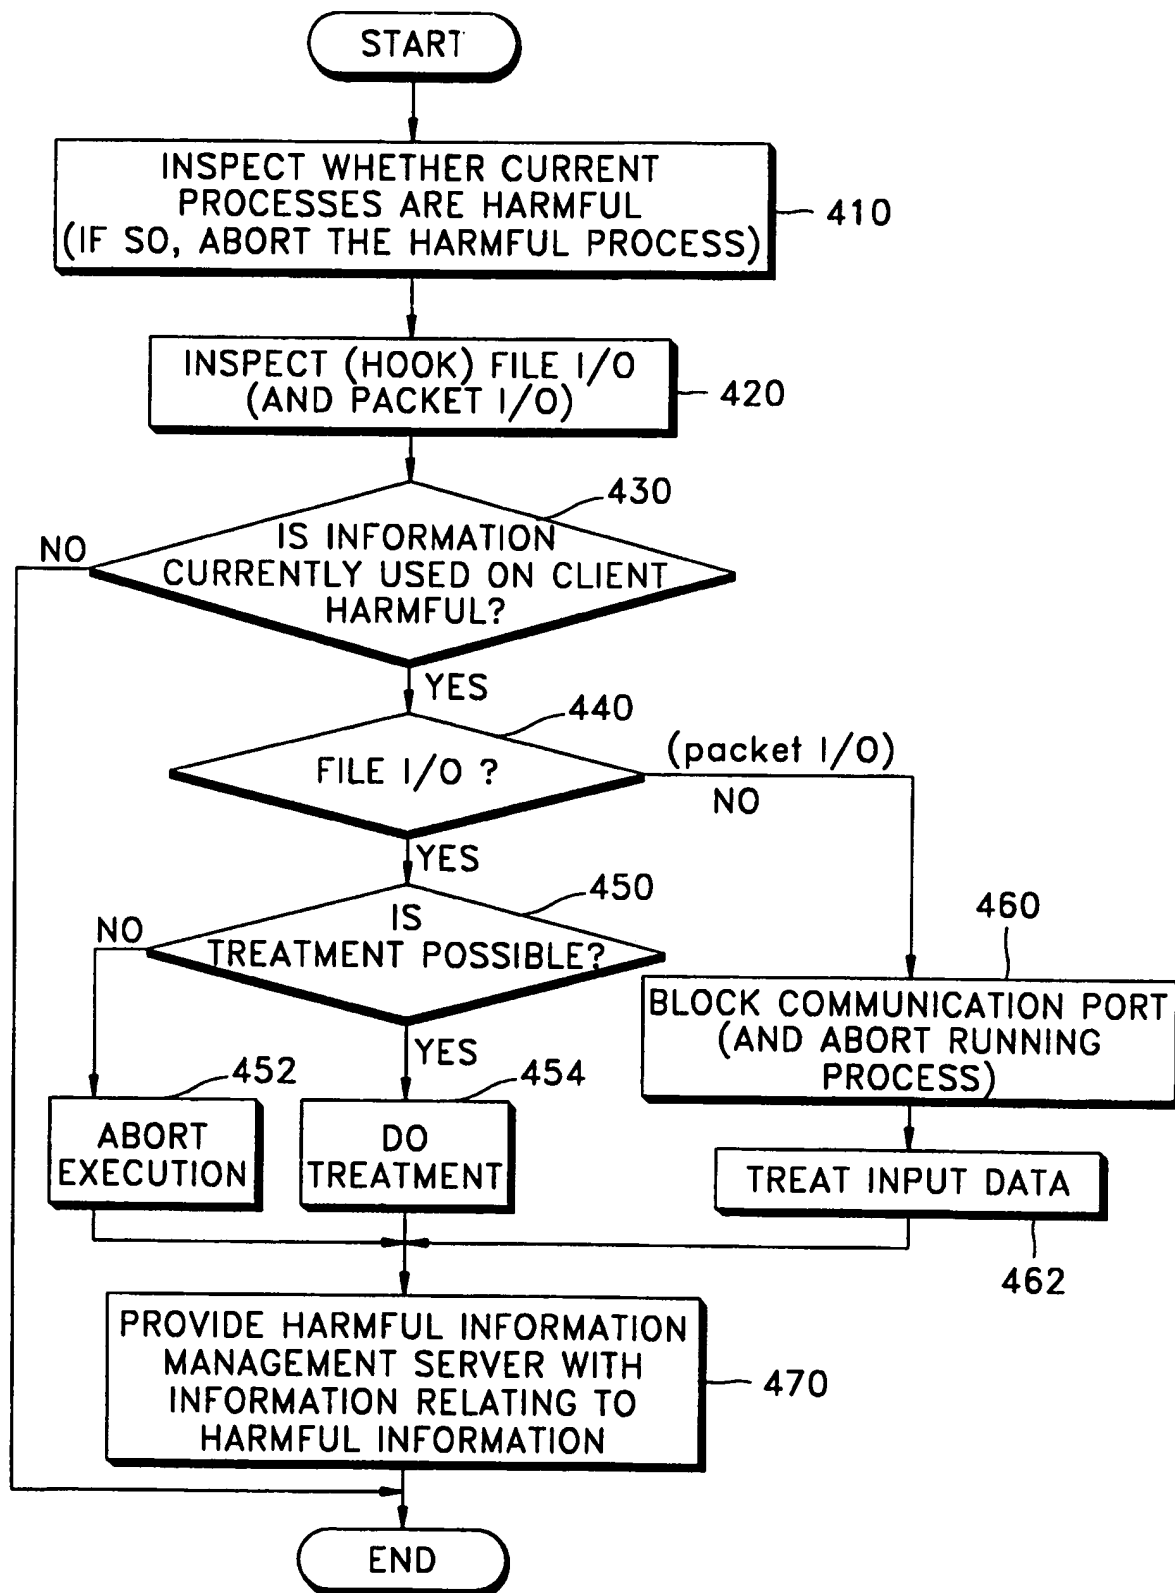 START
INSPECT WHETHER CURRENT
PROCESSES ARE HARMFUL
(IF SO, ABORT THE HARMFUL PROCESS)
410
INSPECT (HOOK) FILE I/O
(AND PACKET I/O)
420
430
IS INFORMATION
CURRENTLY USED ON CLIENT
HARMFUL?
NO
YES
440
FILE I/O ?
(packet I/O)
NO
YES
450
IS
TREATMENT POSSIBLE?
NO
YES
460
BLOCK COMMUNICATION PORT
(AND ABORT RUNNING
PROCESS)
452
ABORT
EXECUTION
454
DO
TREATMENT
TREAT INPUT DATA
462
PROVIDE HARMFUL INFORMATION
MANAGEMENT SERVER WITH
INFORMATION RELATING TO
HARMFUL INFORMATION
470
END